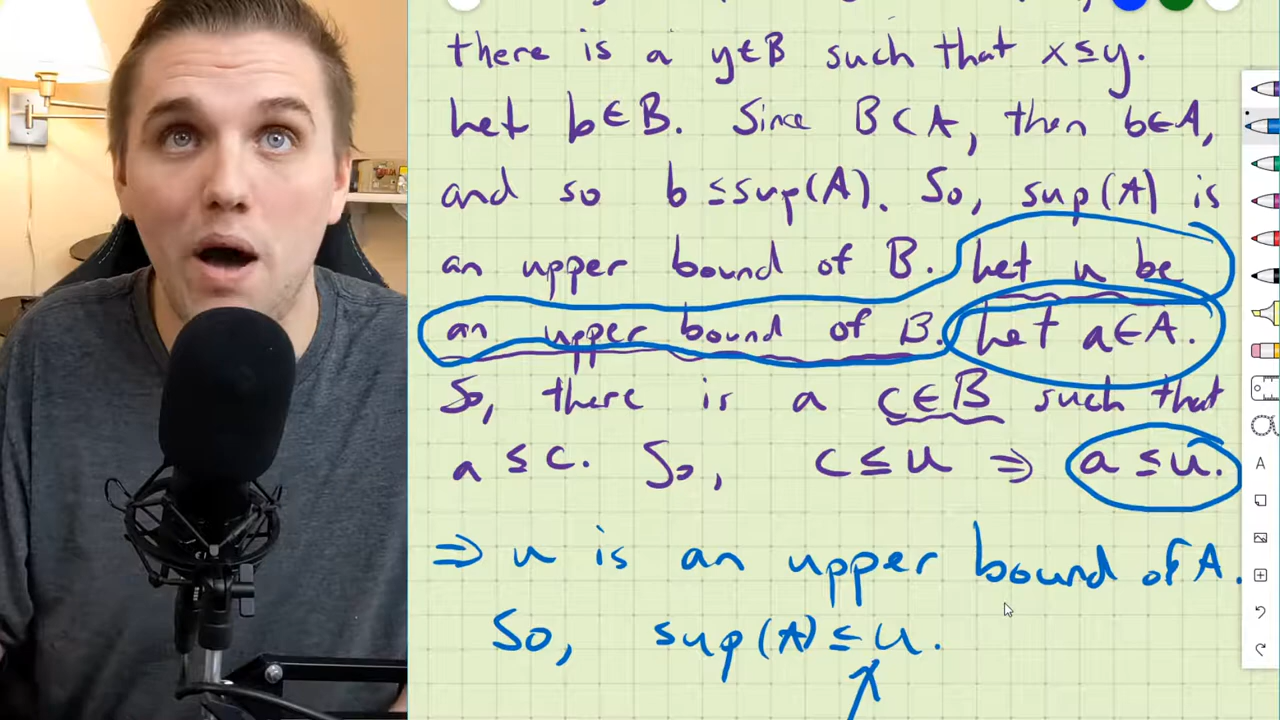 there is a y∈B such that x≤y.
Let b∈B. Since B⊂A, then b∈A,
and so b≤sup(A). So, sup(A) is
an upper bound of B. Let u be
an upper bound of B. Let a∈A.
So, there is a c∈B such that
a≤c. So, c≤u ⇒ a≤u.
⇒ u is an upper bound of A.
So, sup(A)≤u.